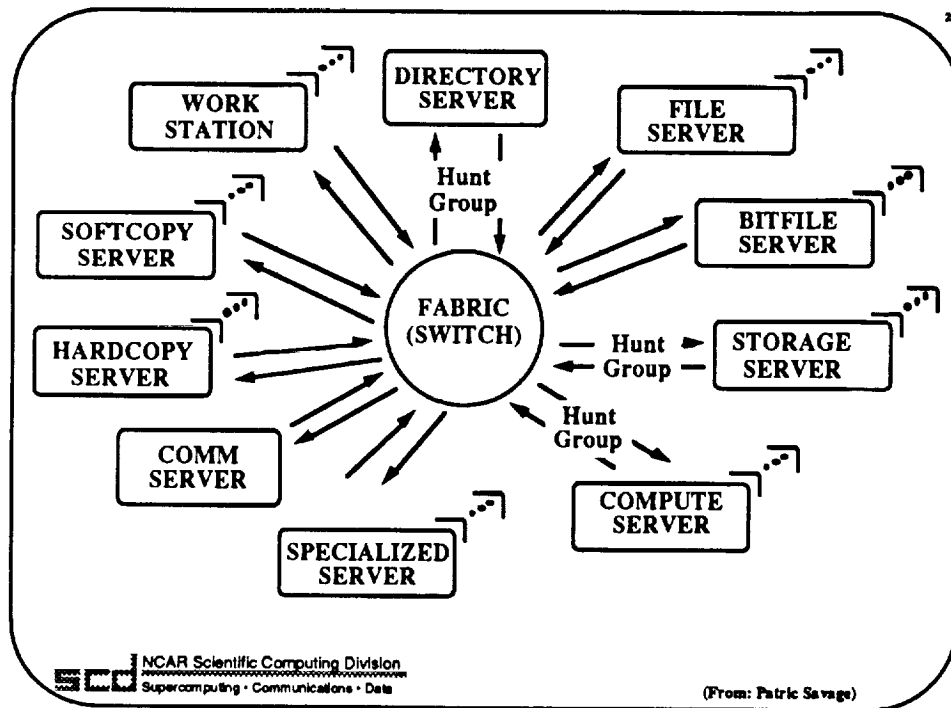 2
WORK
STATION
DIRECTORY
SERVER
FILE
SERVER
Hunt
Group
SOFTCOPY
SERVER
BITFILE
SERVER
FABRIC
(SWITCH)
HARDCOPY
SERVER
Hunt
Group
STORAGE
SERVER
Hunt
Group
COMM
SERVER
COMPUTE
SERVER
SPECIALIZED
SERVER
scd
NCAR Scientific Computing Division
Supercomputing • Communications • Data
(From: Patric Savage)